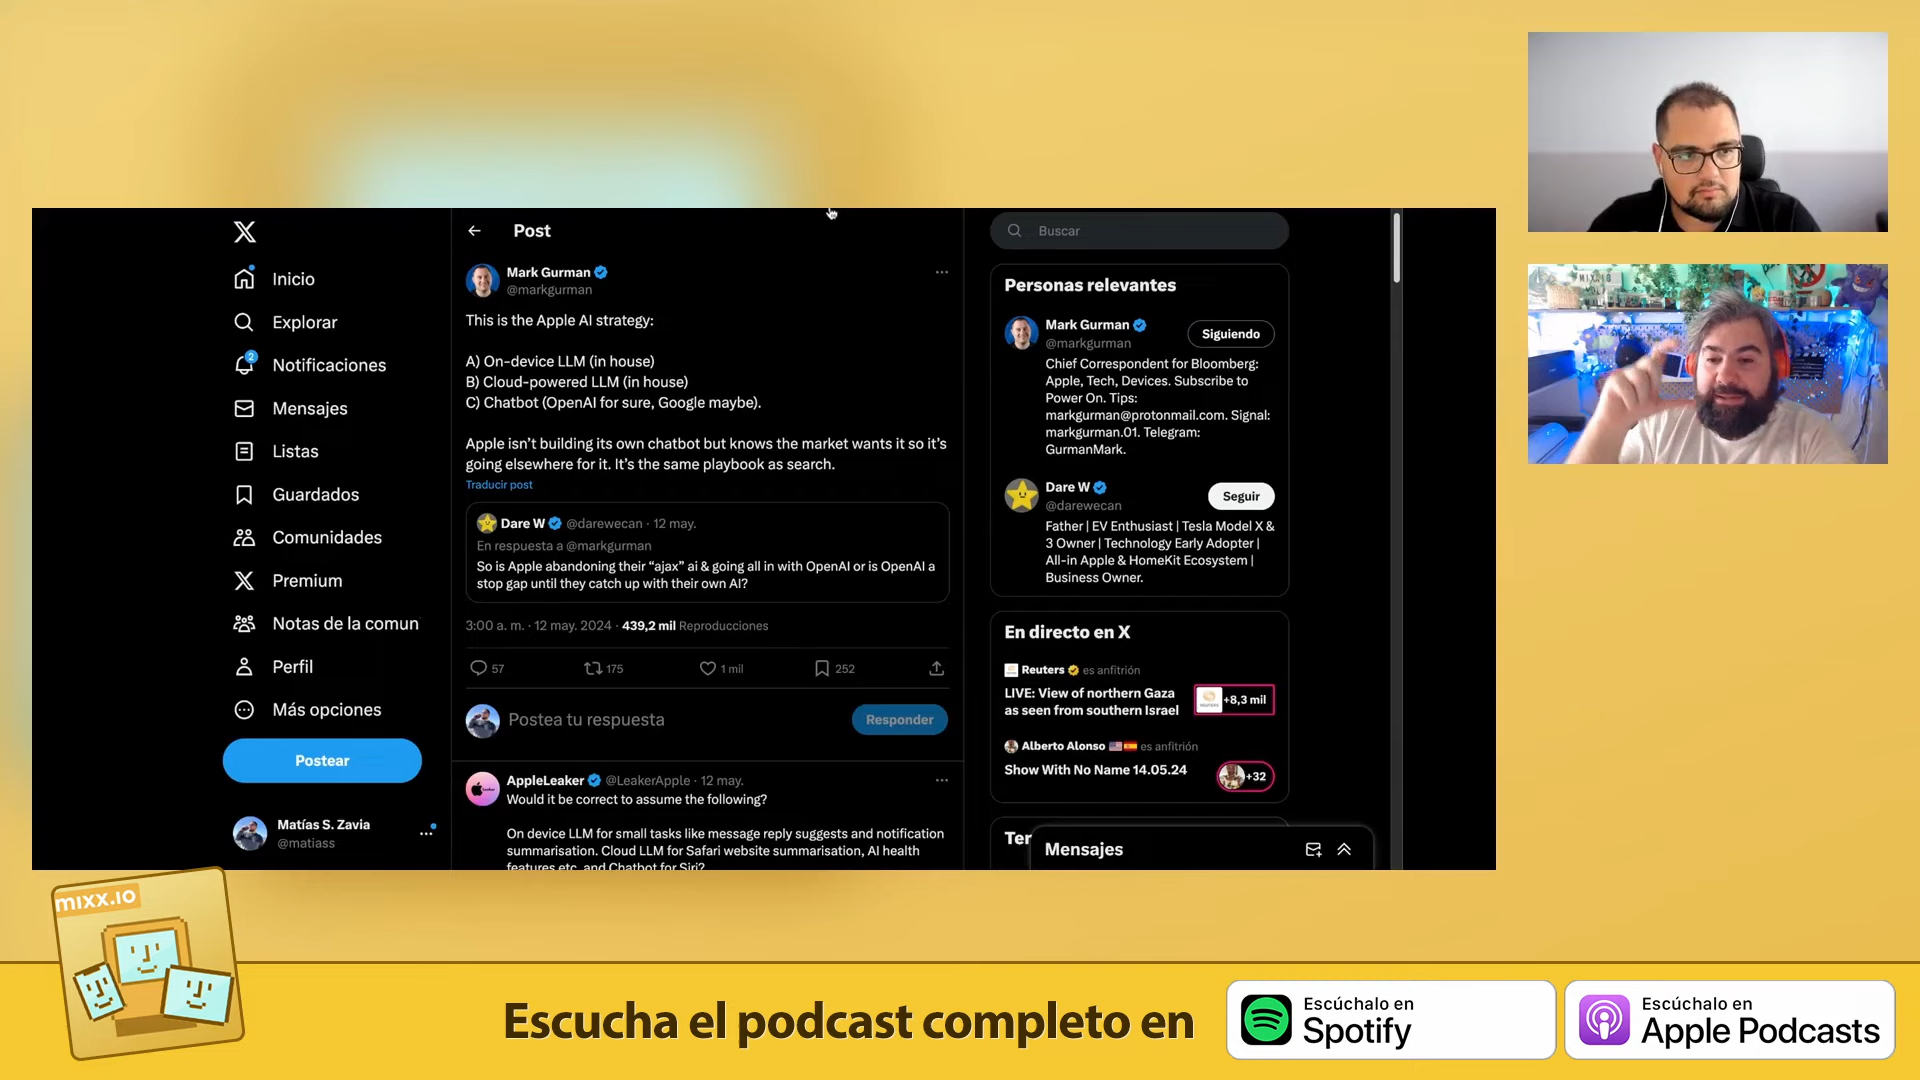 Inicio
Explorar
2
Notificaciones
Mensajes
Listas
Guardados
Comunidades
Premium
Notas de la comun
Perfil
Más opciones
Postear
Matías S. Zavia
@matiass
Post
Mark Gurman
@markgurman
This is the Apple AI strategy:
A) On-device LLM (in house)
B) Cloud-powered LLM (in house)
C) Chatbot (OpenAI for sure, Google maybe).
Apple isn’t building its own chatbot but knows the market wants it so it’s
going elsewhere for it. It’s the same playbook as search.
Traducir post
Dare W @darewecan · 12 may.
En respuesta a @markgurman
So is Apple abandoning their “ajax” ai & going all in with OpenAI or is OpenAI a
stop gap until they catch up with their own AI?
3:00 a. m. · 12 may. 2024 · 439,2 mil Reproducciones
57 175 1 mil 252
Postea tu respuesta
Responder
AppleLeaker @LeakerApple · 12 may.
Would it be correct to assume the following?
On device LLM for small tasks like message reply suggests and notification
summarisation. Cloud LLM for Safari website summarisation, AI health
features etc. and Chatbot for Siri?
Buscar
Personas relevantes
Mark Gurman
@markgurman
Siguiendo
Chief Correspondent for Bloomberg:
Apple, Tech, Devices. Subscribe to
Power On. Tips:
markgurman@protonmail.com. Signal:
markgurman.01. Telegram:
GurmanMark.
Dare W
@darewecan
Seguir
Father | EV Enthusiast | Tesla Model X &
3 Owner | Technology Early Adopter |
All-in Apple & HomeKit Ecosystem |
Business Owner.
En directo en X
Reuters es anfitrión
LIVE: View of northern Gaza
as seen from southern Israel
+8,3 mil
Alberto Alonso es anfitrión
Show With No Name 14.05.24
+32
Ter
Mensajes
mixx.io
Escucha el podcast completo en
Escúchalo en
Spotify
Escúchalo en
Apple Podcasts